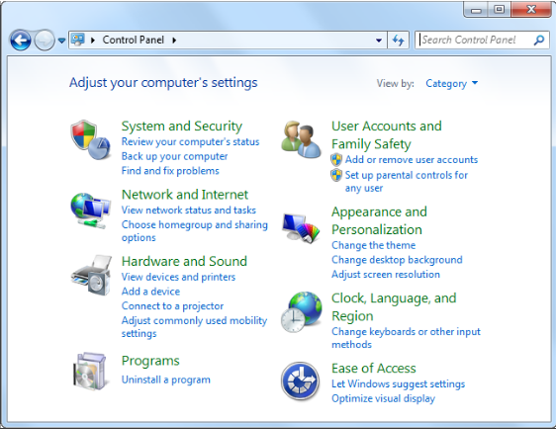 Control Panel
Search Control Panel
Adjust your computer's settings
View by: Category
System and Security
Review your computer's status
Back up your computer
Find and fix problems
Network and Internet
View network status and tasks
Choose homegroup and sharing
options
Hardware and Sound
View devices and printers
Add a device
Connect to a projector
Adjust commonly used mobility
settings
Programs
Uninstall a program
User Accounts and
Family Safety
Add or remove user accounts
Set up parental controls for
any user
Appearance and
Personalization
Change the theme
Change desktop background
Adjust screen resolution
Clock, Language, and
Region
Change keyboards or other input
methods
Ease of Access
Let Windows suggest settings
Optimize visual display